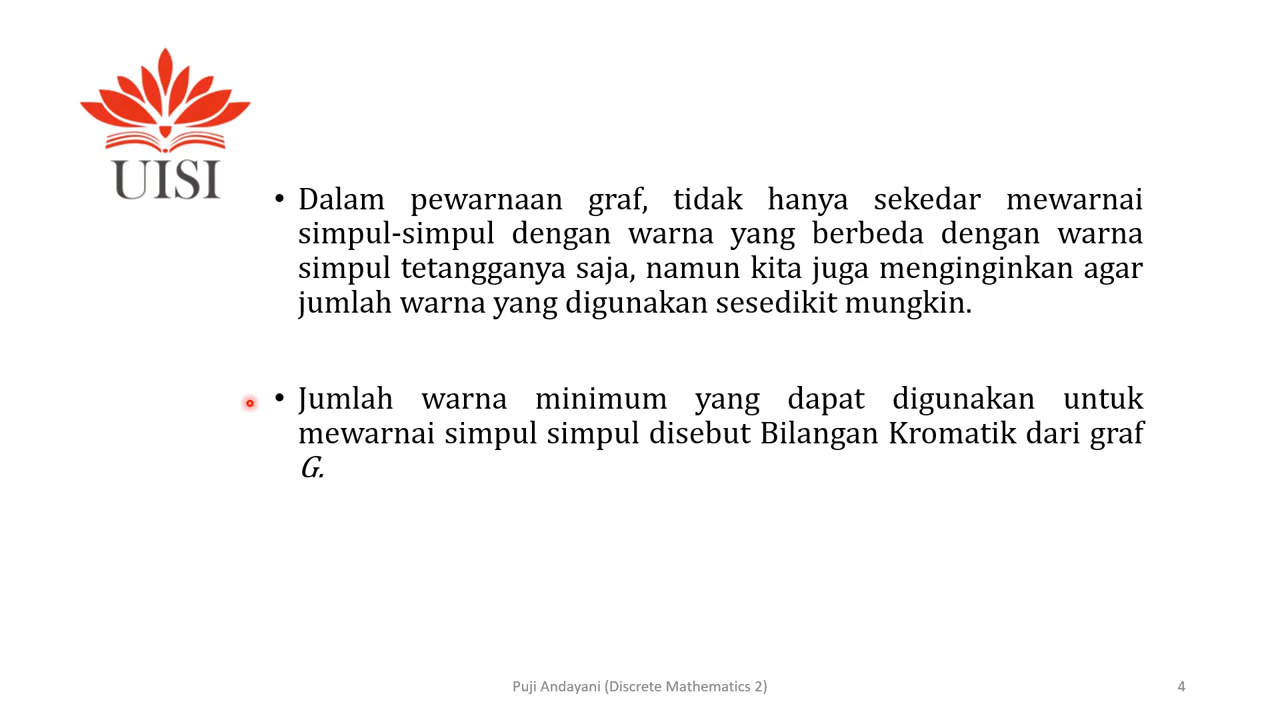 UISI
• Dalam pewarnaan graf, tidak hanya sekedar mewarnai
simpul-simpul dengan warna yang berbeda dengan warna
simpul tetangganya saja, namun kita juga menginginkan agar
jumlah warna yang digunakan sesedikit mungkin.
• Jumlah warna minimum yang dapat digunakan untuk
mewarnai simpul simpul disebut Bilangan Kromatik dari graf
G.
Puji Andayani (Discrete Mathematics 2)
4